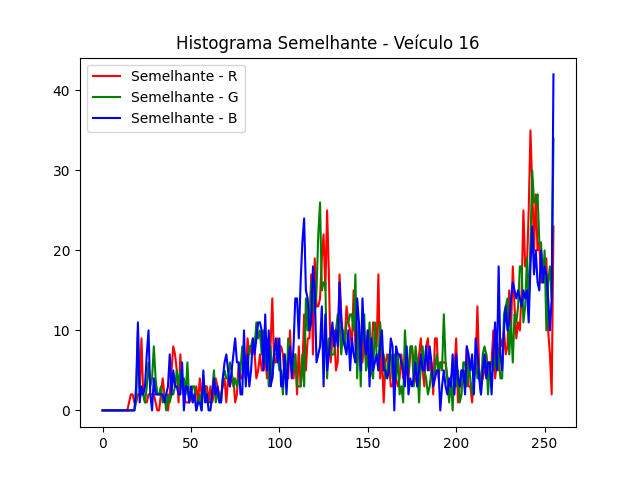 Histograma Semelhante - Veículo 16
Semelhante - R
Semelhante - G
Semelhante - B
40
30
20
10
0
0 50 100 150 200 250